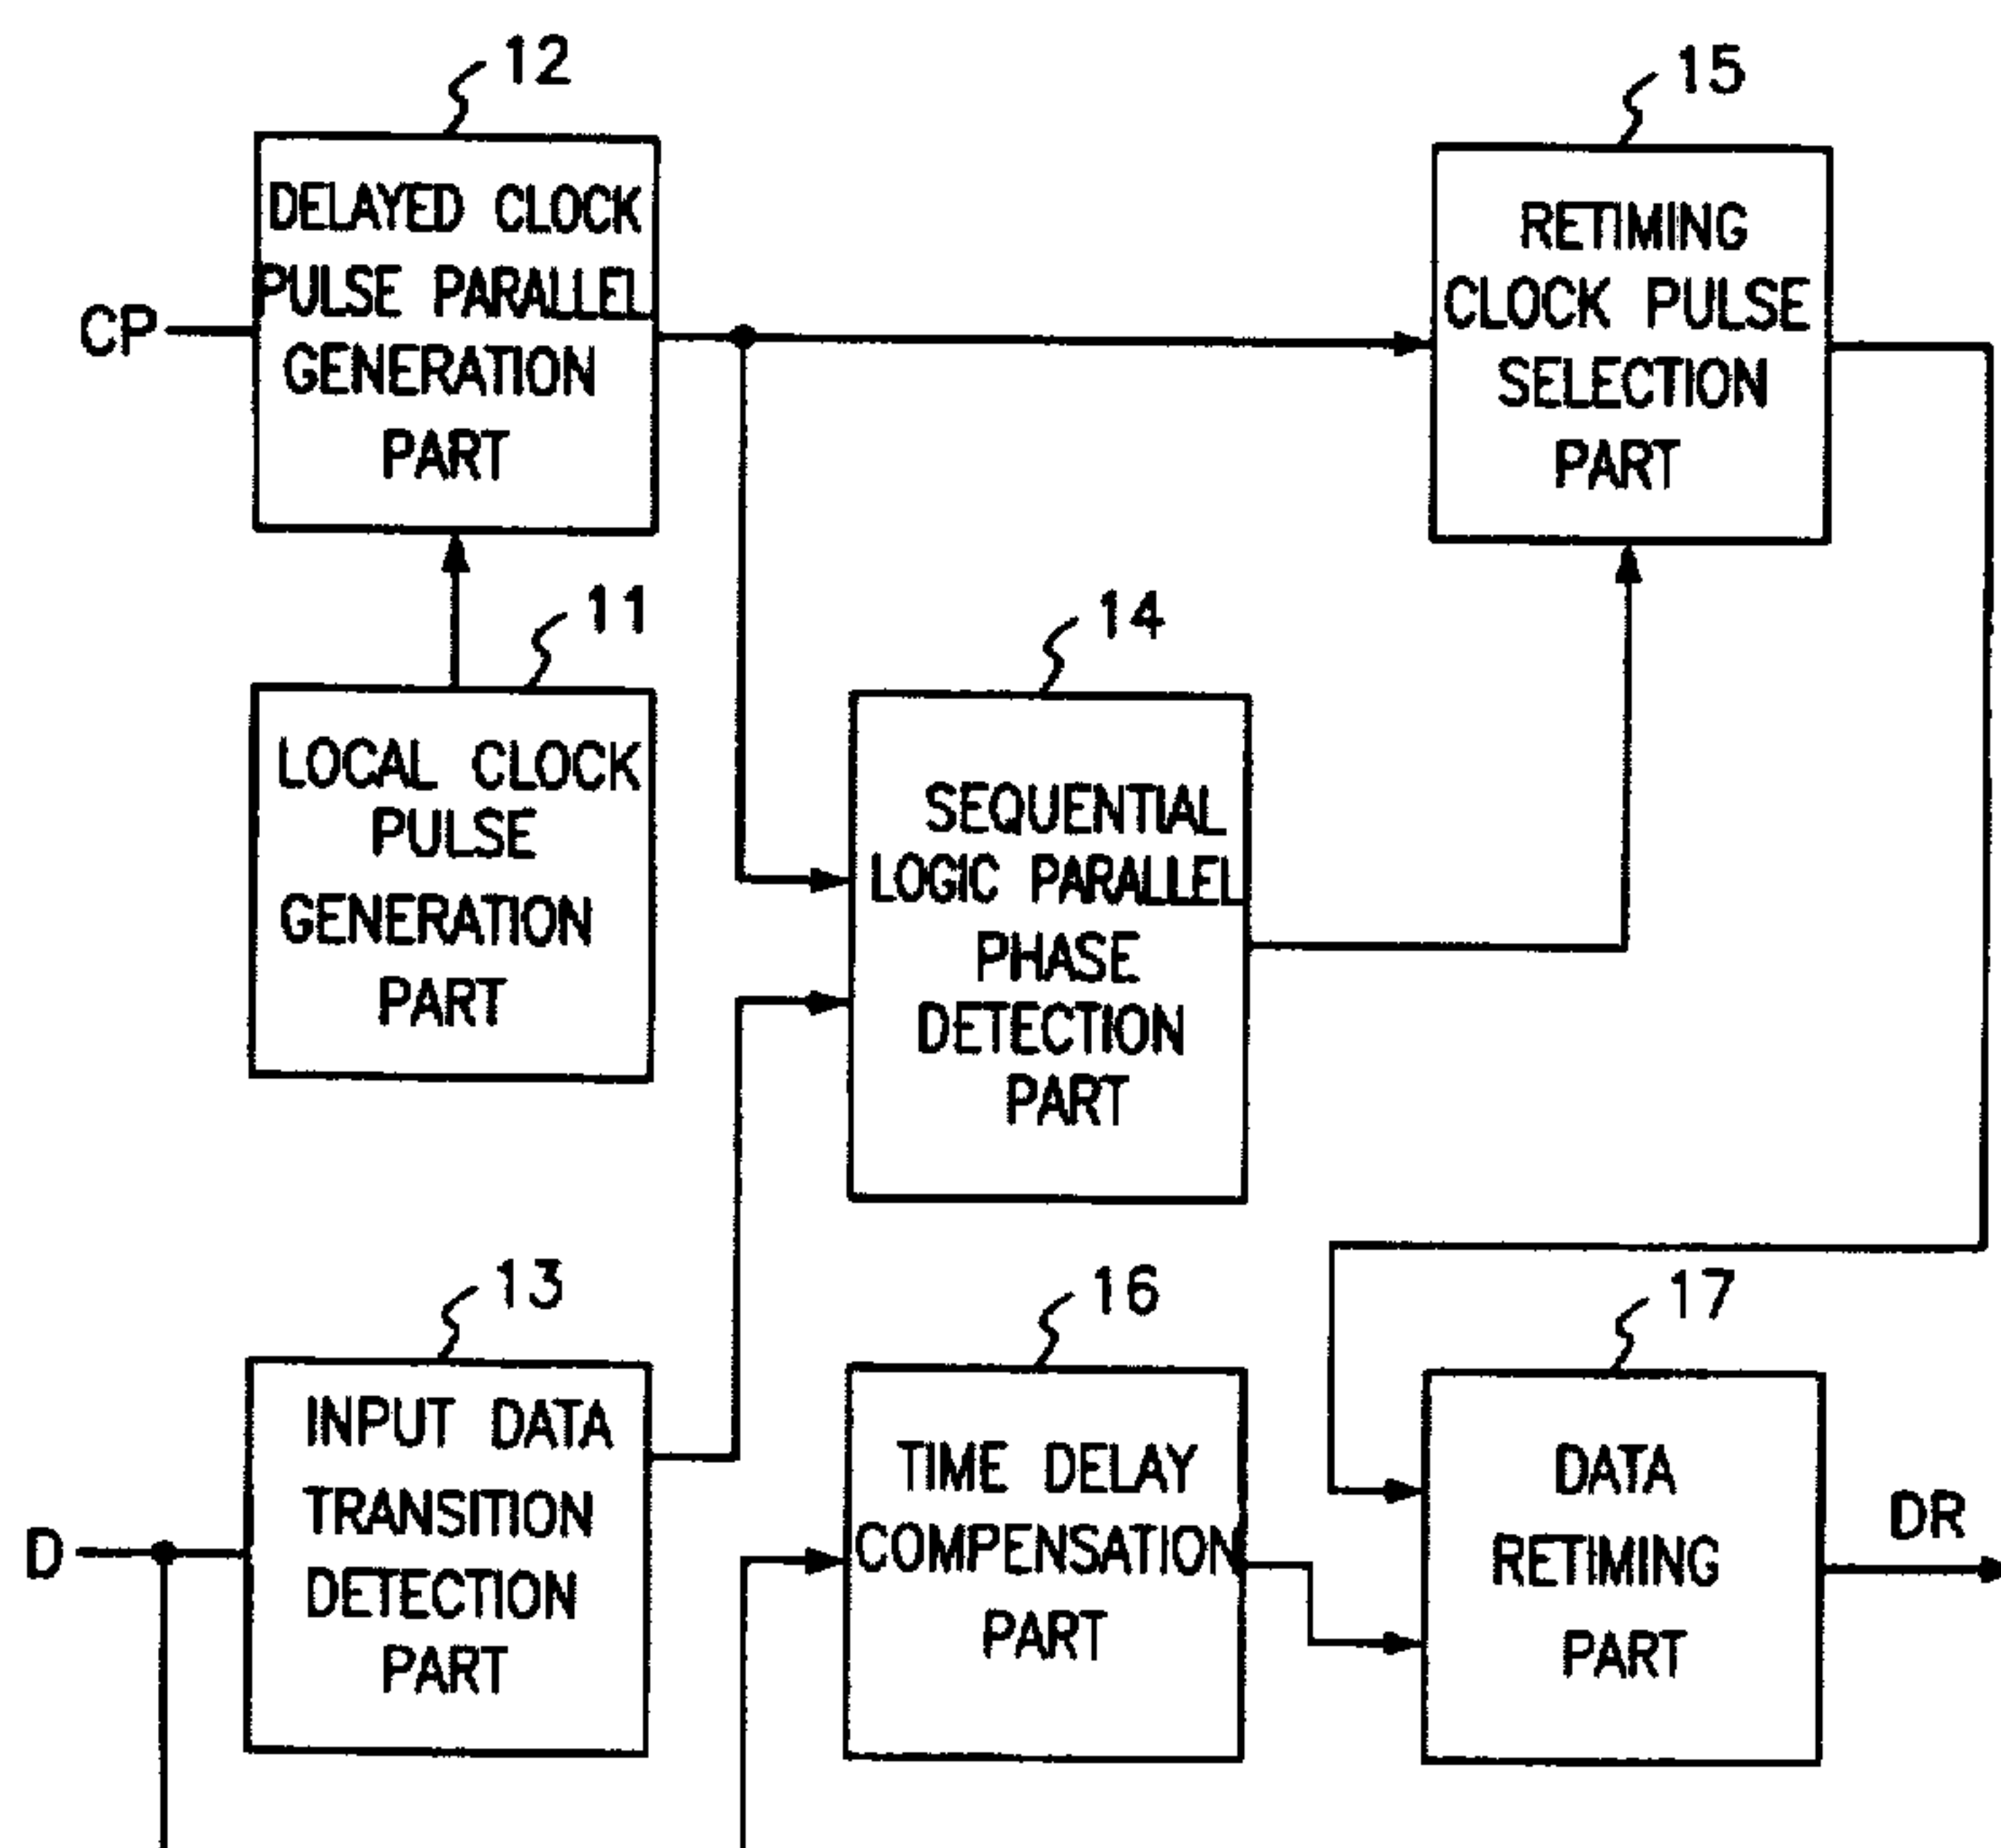 12
DELAYED CLOCK
PULSE PARALLEL
GENERATION
PART
CP
15
RETIMING
CLOCK PULSE
SELECTION
PART
11
LOCAL CLOCK
PULSE
GENERATION
PART
14
SEQUENTIAL
LOGIC PARALLEL
PHASE
DETECTION
PART
13
INPUT DATA
TRANSITION
DETECTION
PART
D
16
TIME DELAY
COMPENSATION
PART
17
DATA
RETIMING
PART
DR